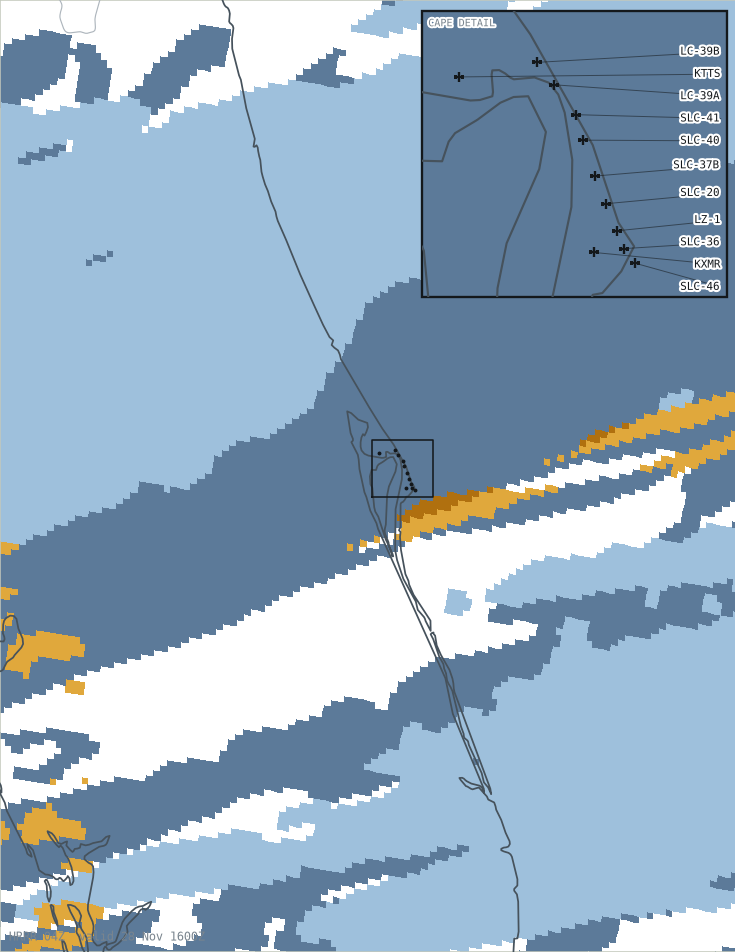 CAPE DETAIL
LC-39B
KTTS
LC-39A
SLC-41
SLC-40
SLC-37B
SLC-20
LZ-1
SLC-36
KXMR
SLC-46
Nov 1600